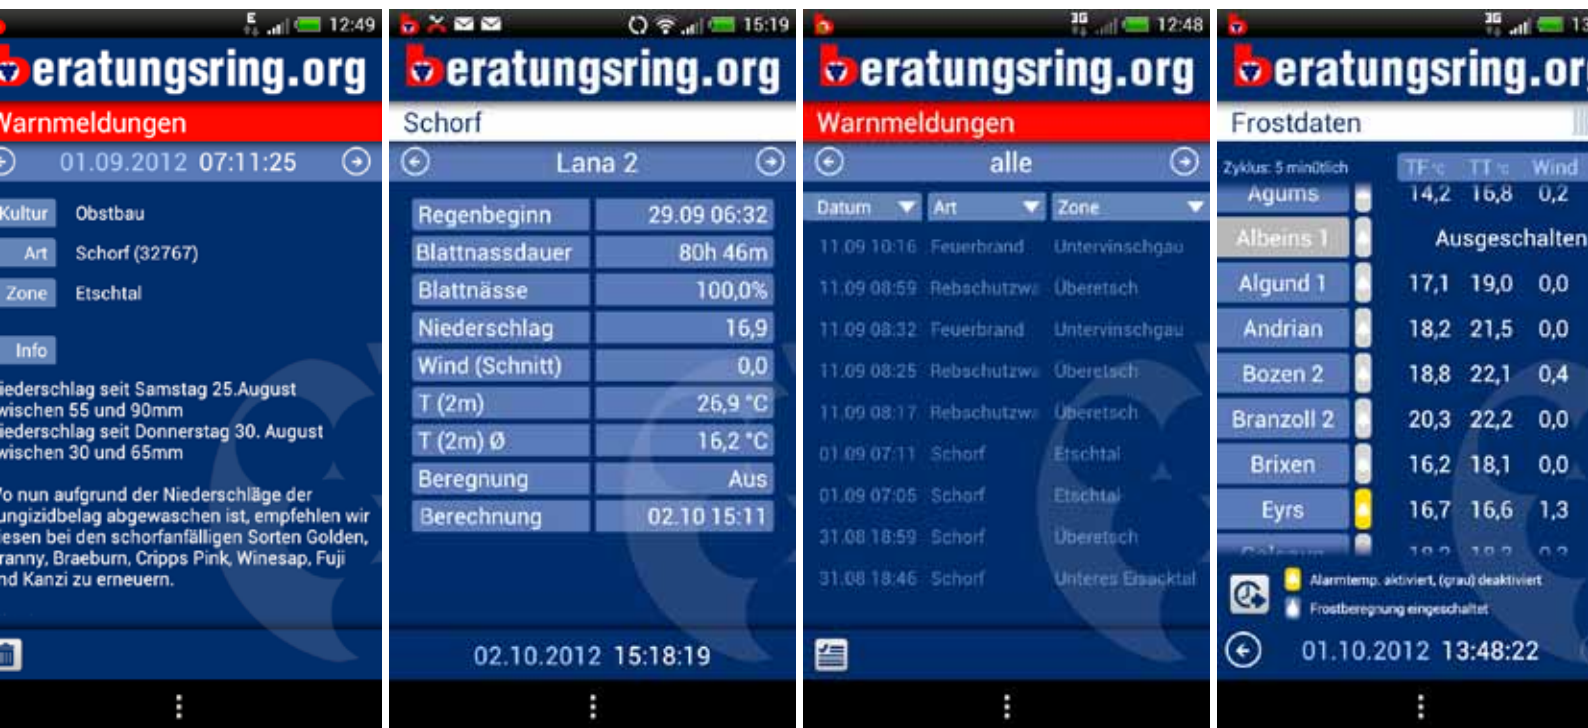 E 12:49
beratungsring.org
Warnmeldungen
01.09.2012 07:11:25
Kultur Obstbau
Art Schorf (32767)
Zone Etschtal
Info
iederschlag seit Samstag 25.August
wischen 55 und 90mm
iederschlag seit Donnerstag 30. August
wischen 30 und 65mm
o nun aufgrund der Niederschläge der
ungizidbelag abgewaschen ist, empfehlen wir
iesen bei den schorfanfälligen Sorten Golden,
ranny, Braeburn, Cripps Pink, Winesap, Fuji
nd Kanzi zu erneuern.
15:19
beratungsring.org
Schorf
Lana 2
Regenbeginn 29.09 06:32
Blattnassdauer 80h 46m
Blattnässe 100,0%
Niederschlag 16,9
Wind (Schnitt) 0,0
T (2m) 26,9 °C
T (2m) Ø 16,2 °C
Beregnung Aus
Berechnung 02.10 15:11
02.10.2012 15:18:19
3G 12:48
beratungsring.org
Warnmeldungen
alle
Datum Art Zone
11.09 10:16 Feuerbrand Untervinschgau
11.09 08:59 Rebschutzwa Überetsch
11.09 08:32 Feuerbrand Untervinschgau
11.09 08:25 Rebschutzwa Überetsch
11.09 08:17 Rebschutzwa Überetsch
01.09 07:11 Schorf Etschtal
01.09 07:05 Schorf Etschtal
31.08 18:59 Schorf Überetsch
31.08 18:46 Schorf Unteres Eisacktal
3G 13
beratungsring.org
Frostdaten
Zyklus: 5 minütlich TF °C TT °C Wind
Agums 14,2 16,8 0,2
Albeins 1 Ausgeschalten
Algund 1 17,1 19,0 0,0
Andrian 18,2 21,5 0,0
Bozen 2 18,8 22,1 0,4
Branzoll 2 20,3 22,2 0,0
Brixen 16,2 18,1 0,0
Eyrs 16,7 16,6 1,3
Alarmtemp. aktiviert, (grau) deaktiviert
Frostberegnung eingeschaltet
01.10.2012 13:48:22